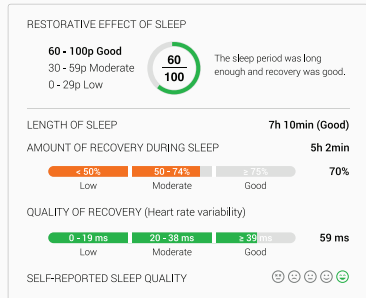 RESTORATIVE EFFECT OF SLEEP
60 - 100p Good
30 - 59p Moderate
0 - 29p Low
60
100
The sleep period was long
enough and recovery was good.
LENGTH OF SLEEP 7h 10min (Good)
AMOUNT OF RECOVERY DURING SLEEP 5h 2min
< 50% 50 - 74% ≥ 75% 70%
Low Moderate Good
QUALITY OF RECOVERY (Heart rate variability)
0 - 19 ms 20 - 38 ms ≥ 39 ms 59 ms
Low Moderate Good
SELF-REPORTED SLEEP QUALITY